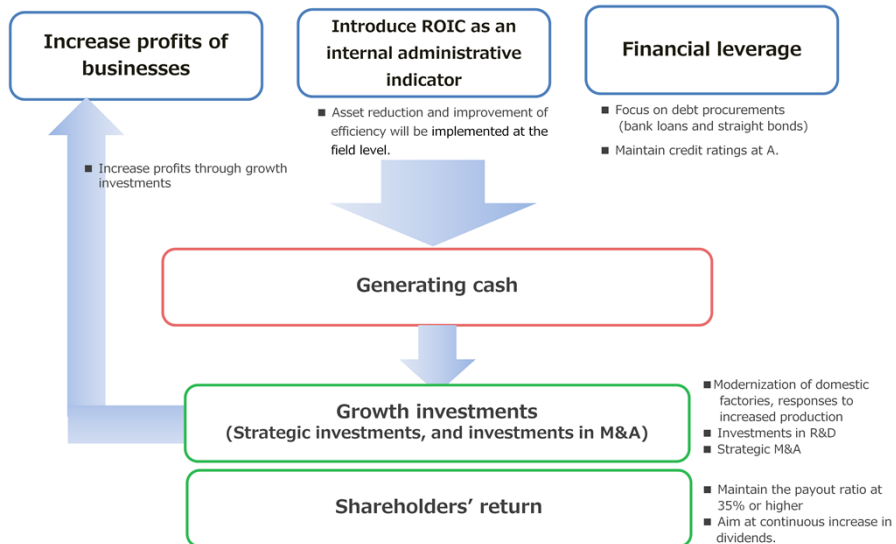 Increase profits of
businesses
Introduce ROIC as an
internal administrative
indicator
Financial leverage
■ Asset reduction and improvement of
efficiency will be implemented at the
field level.
■ Focus on debt procurements
(bank loans and straight bonds)
■ Maintain credit ratings at A.
■ Increase profits through growth
investments
Generating cash
Growth investments
(Strategic investments, and investments in M&A)
■Modernization of domestic
factories, responses to
increased production
■ Investments in R&D
■ Strategic M&A
Shareholders’ return
■ Maintain the payout ratio at
35% or higher
■ Aim at continuous increase in
dividends.